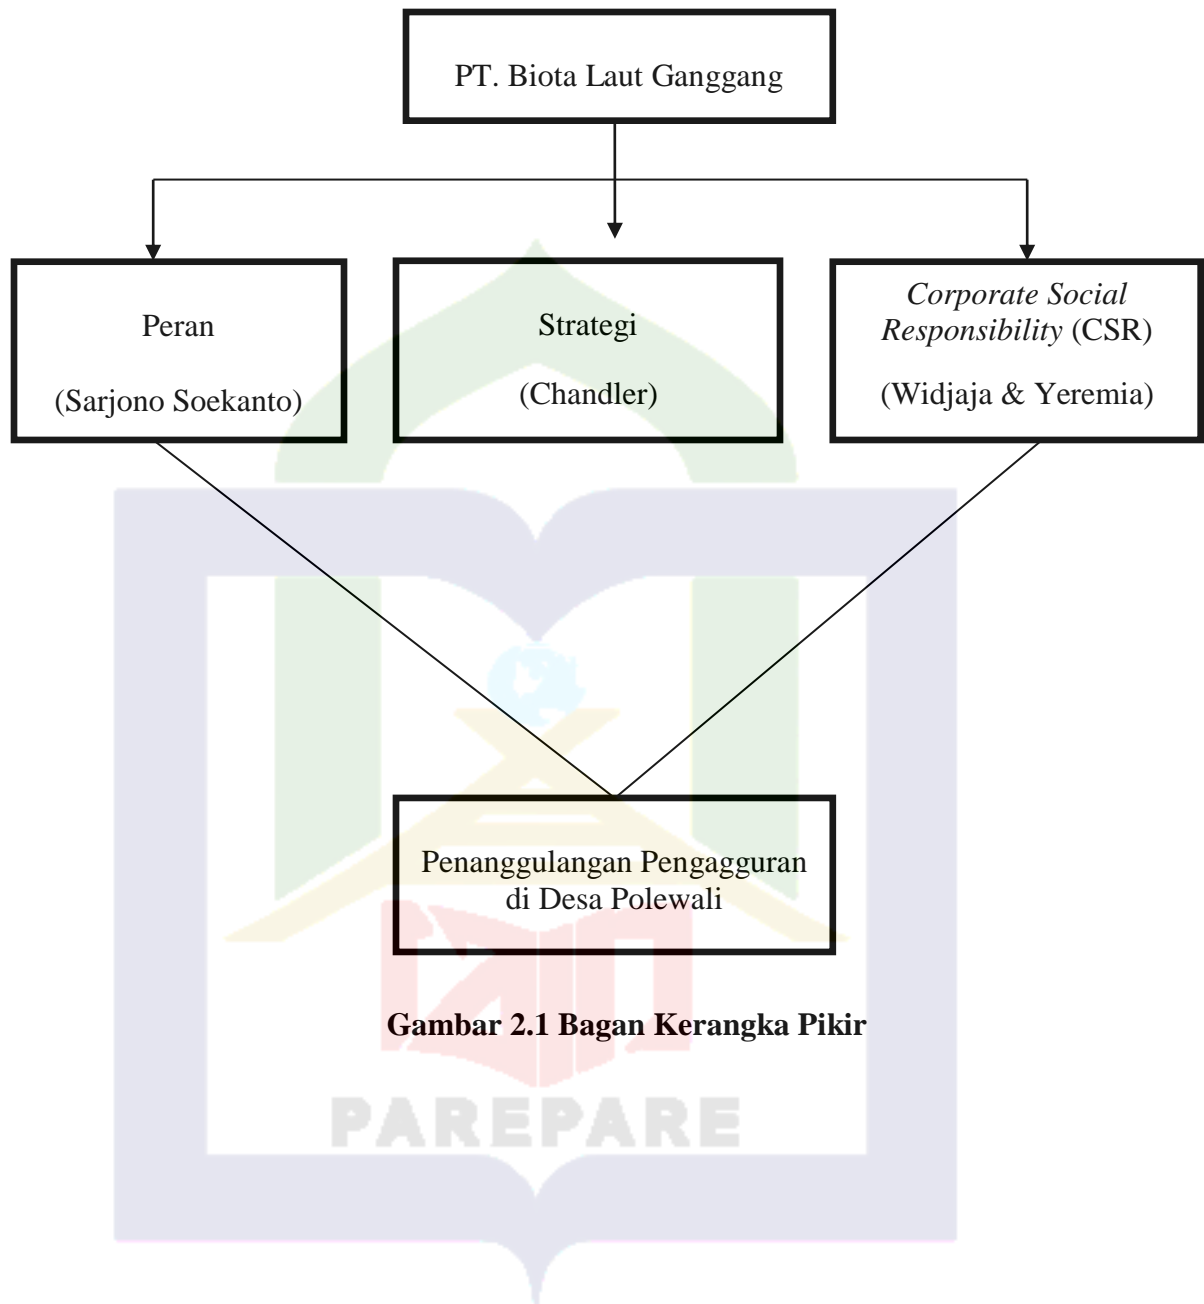 PT. Biota Laut Ganggang
Peran
(Sarjono Soekanto)
Strategi
(Chandler)
Corporate Social
Responsibility (CSR)
(Widjaja & Yeremia)
Penanggulangan Pengagguran
di Desa Polewali
Gambar 2.1 Bagan Kerangka Pikir
PAREPARE